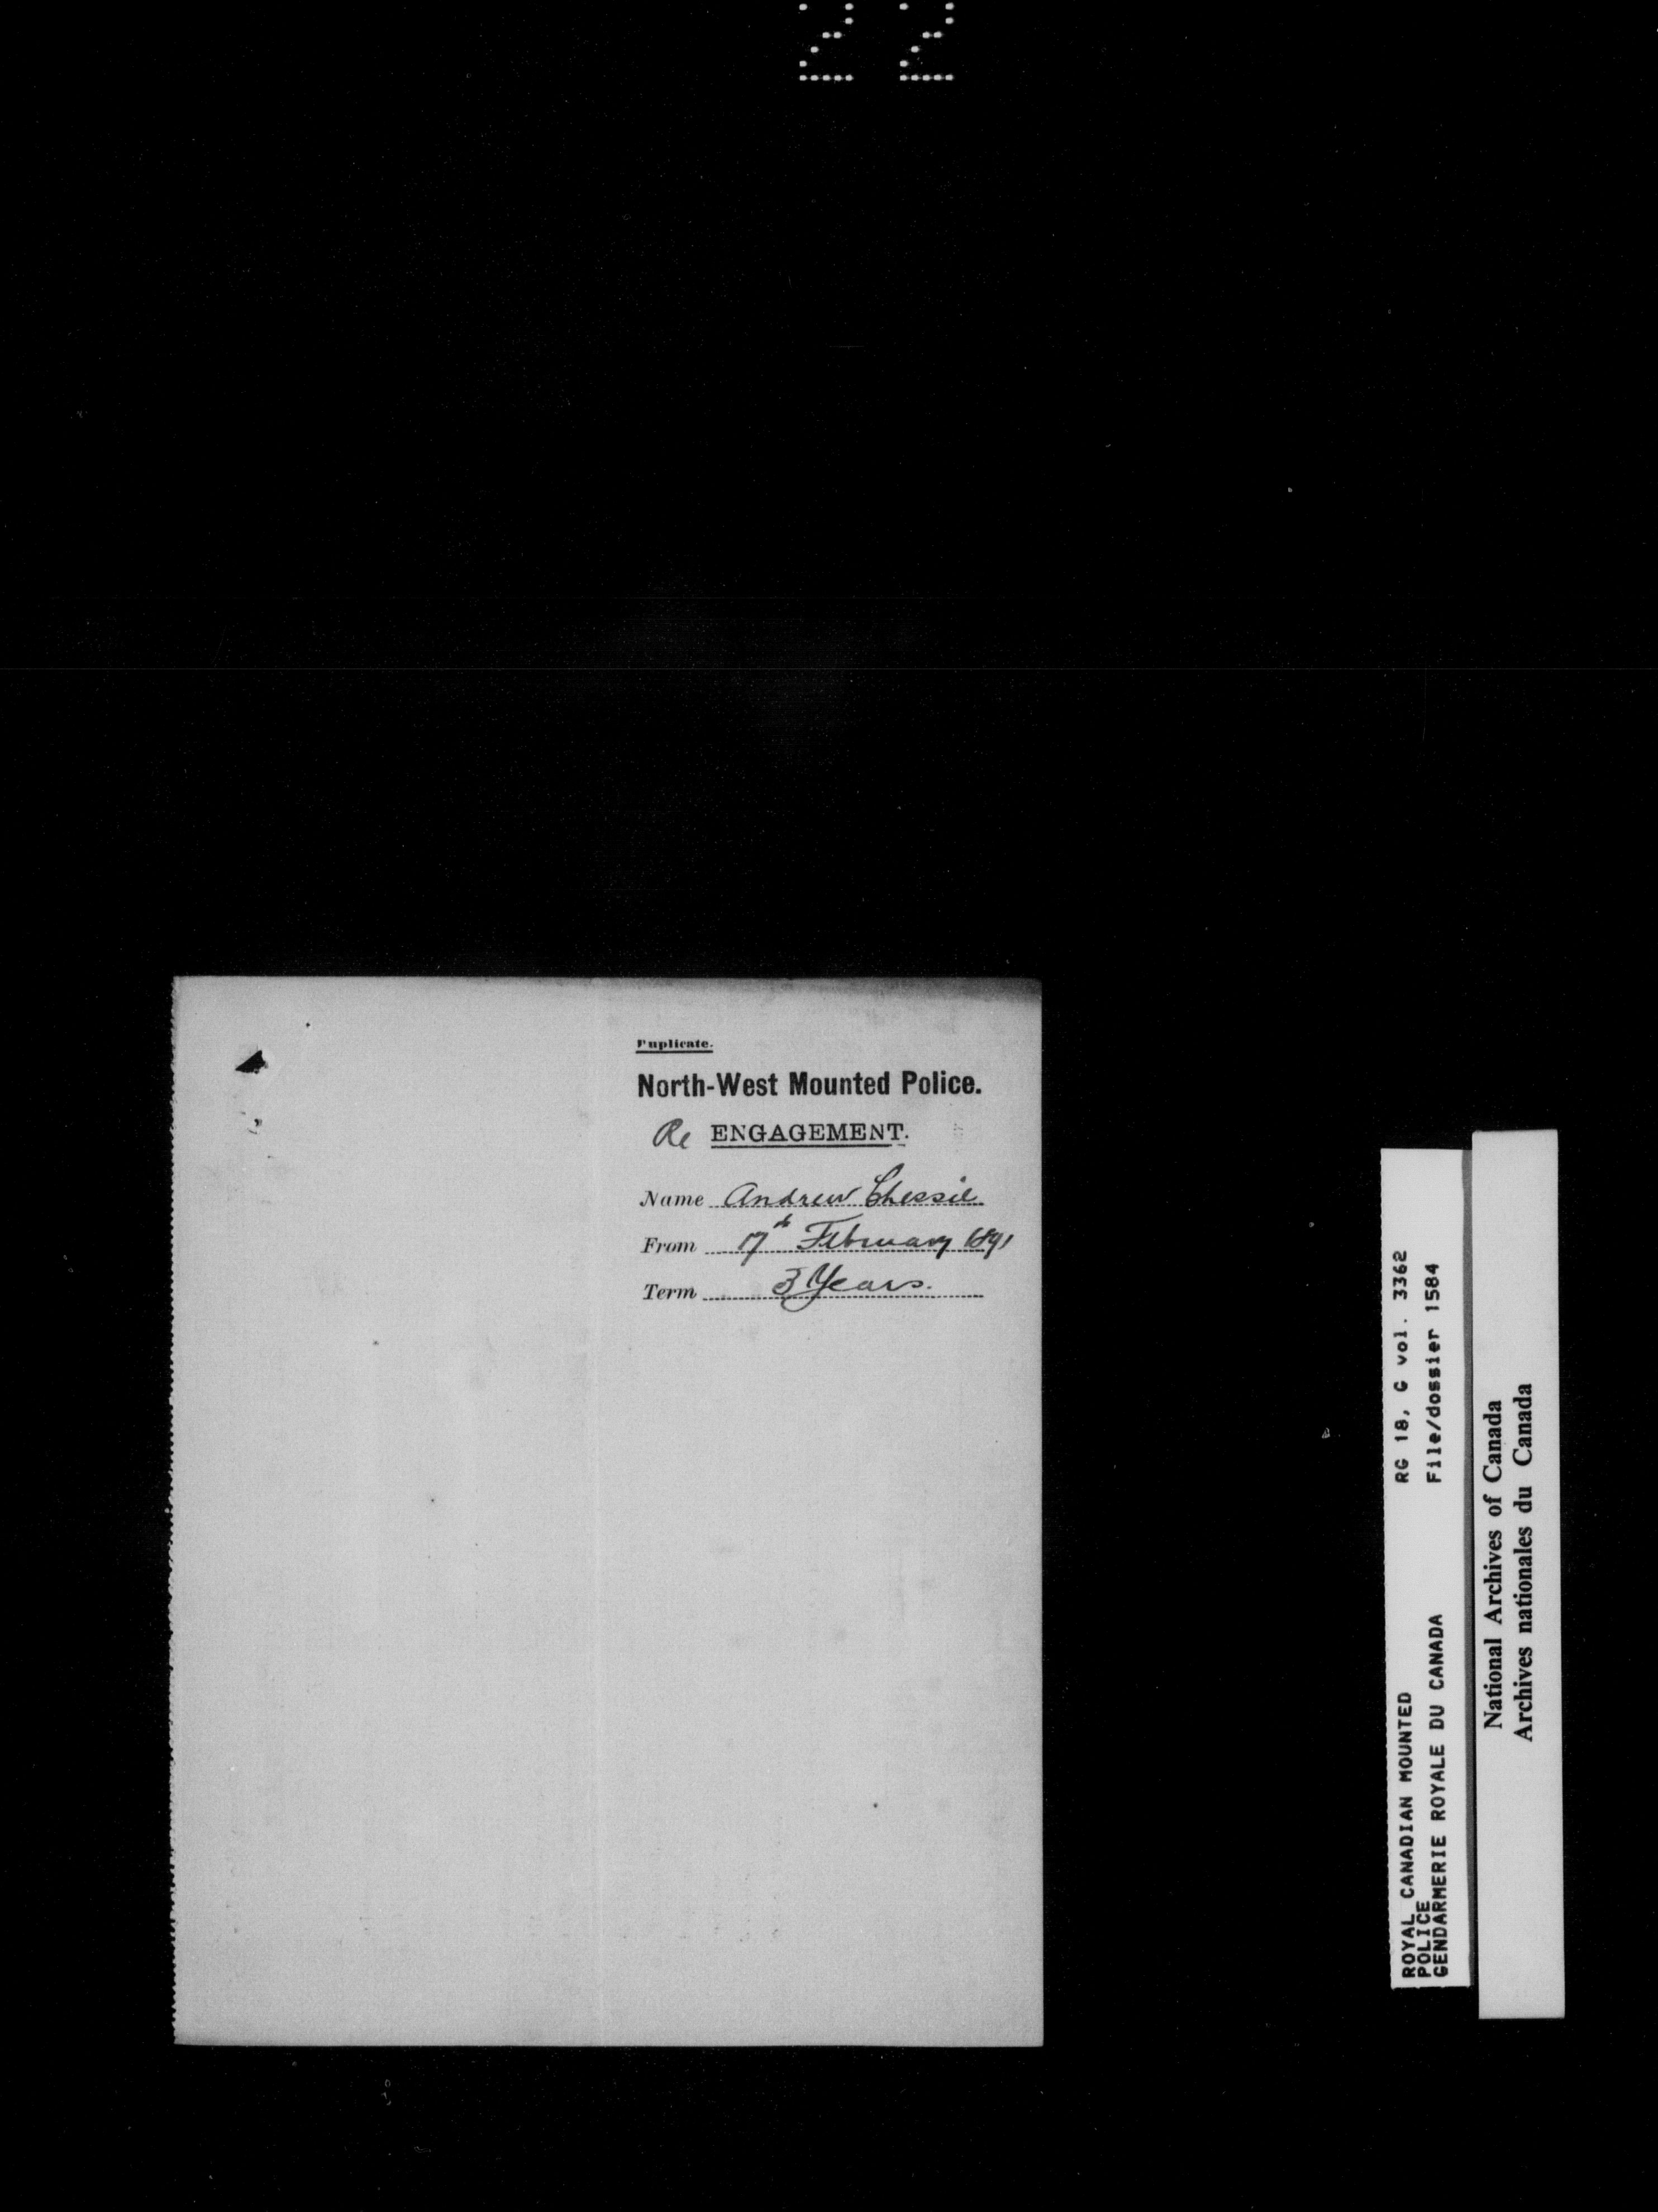 22
Duplicate.
North-West Mounted Police.
Re ENGAGEMENT.
Name Andrew Chessie
From 17th February 1891
Term 3 Years.
ROYAL CANADIAN MOUNTED POLICE RG 18, G vol. 3362
GENDARMERIE ROYALE DU CANADA File/dossier 1584
National Archives of Canada
Archives nationales du Canada